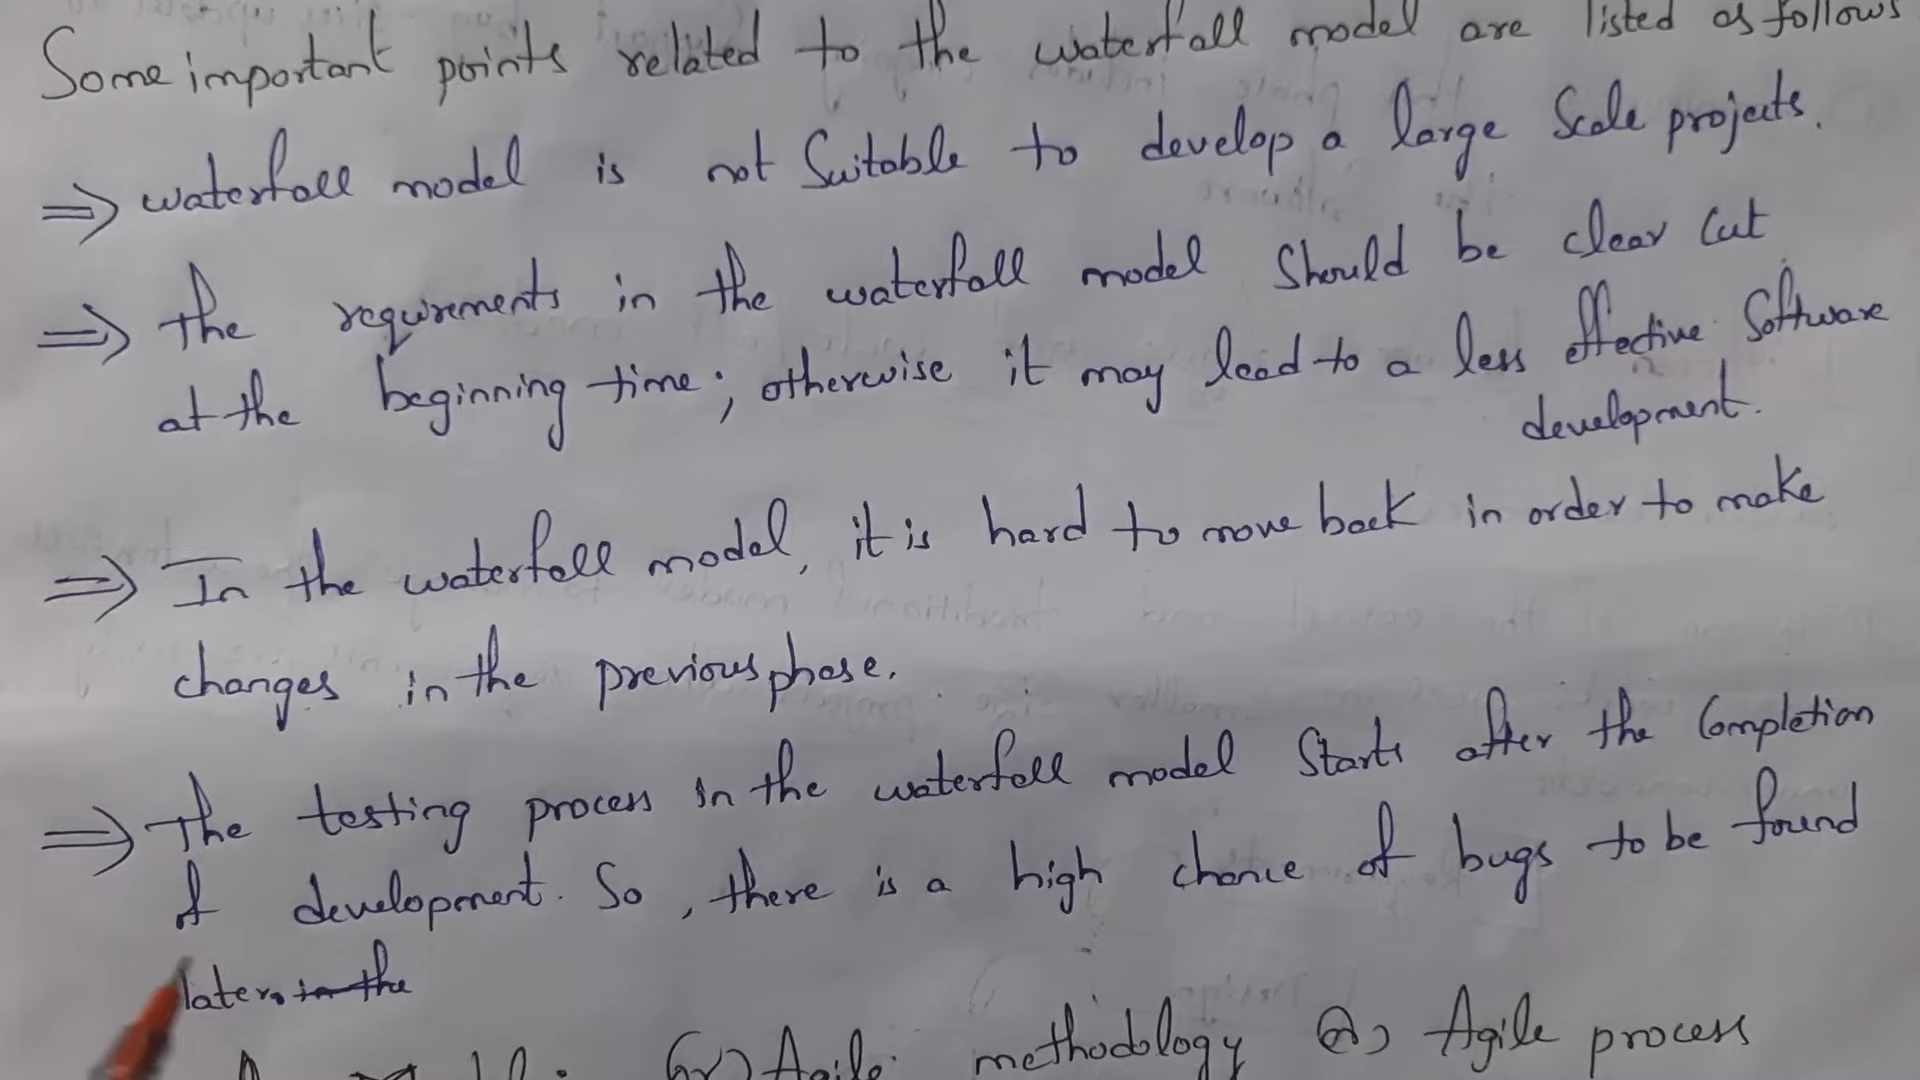 Some important points related to the waterfall model are listed as follows
⇒ waterfall model is not Suitable to develop a large Scale projects.
⇒ the requirements in the waterfall model Should be clear Cut
at the beginning time; otherwise it may lead to a less effective Software
development.
⇒ In the waterfall model, it is hard to move back in order to make
changes in the previous phase.
⇒ The testing process in the waterfall model Starts after the Completion
of development. So, there is a high chance of bugs to be found
later. in the
(or) Agile methodology (or) Agile process